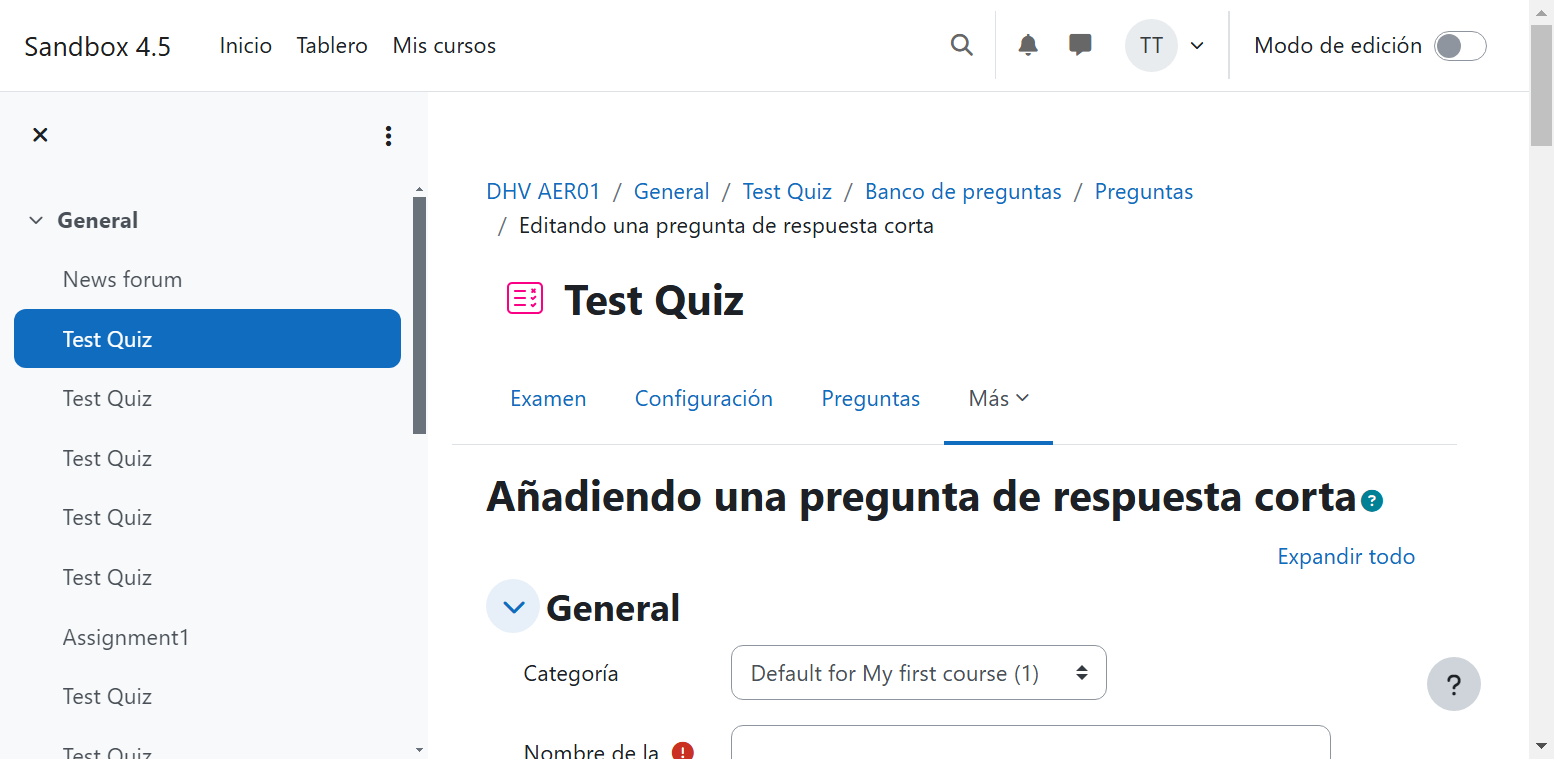 Sandbox 4.5 Inicio Tablero Mis cursos TT Modo de edición
General
News forum
Test Quiz
Test Quiz
Test Quiz
Test Quiz
Test Quiz
Assignment1
Test Quiz
Test Quiz
DHV AER01 / General / Test Quiz / Banco de preguntas / Preguntas
/ Editando una pregunta de respuesta corta
Test Quiz
Examen Configuración Preguntas Más
Añadiendo una pregunta de respuesta corta ?
Expandir todo
General
Categoría Default for My first course (1)
?
Nombre de la !